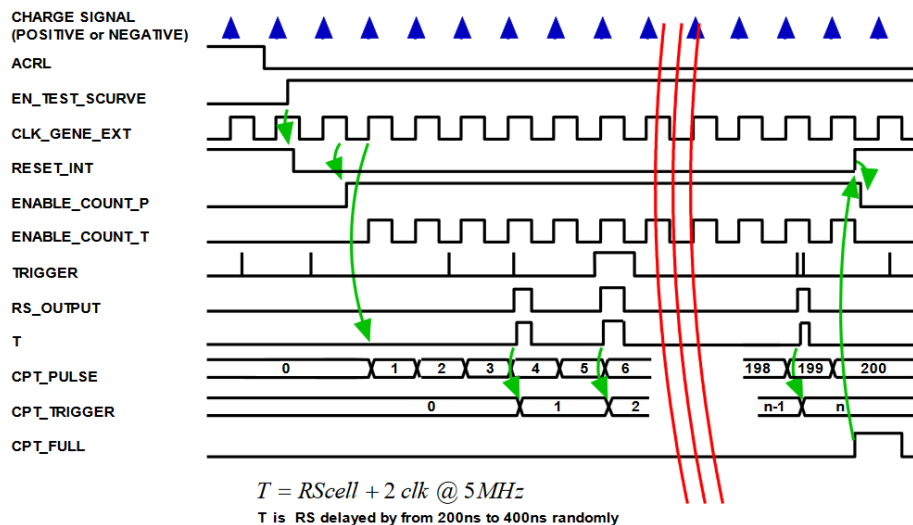 CHARGE SIGNAL
(POSITIVE or NEGATIVE)
ACRL
EN_TEST_SCURVE
CLK_GENE_EXT
RESET_INT
ENABLE_COUNT_P
ENABLE_COUNT_T
TRIGGER
RS_OUTPUT
T
CPT_PULSE 0 1 2 3 4 5 6 198 199 200
CPT_TRIGGER 0 1 2 n-1 n
CPT_FULL
T = RScell + 2 clk @ 5MHz
T is RS delayed by from 200ns to 400ns randomly